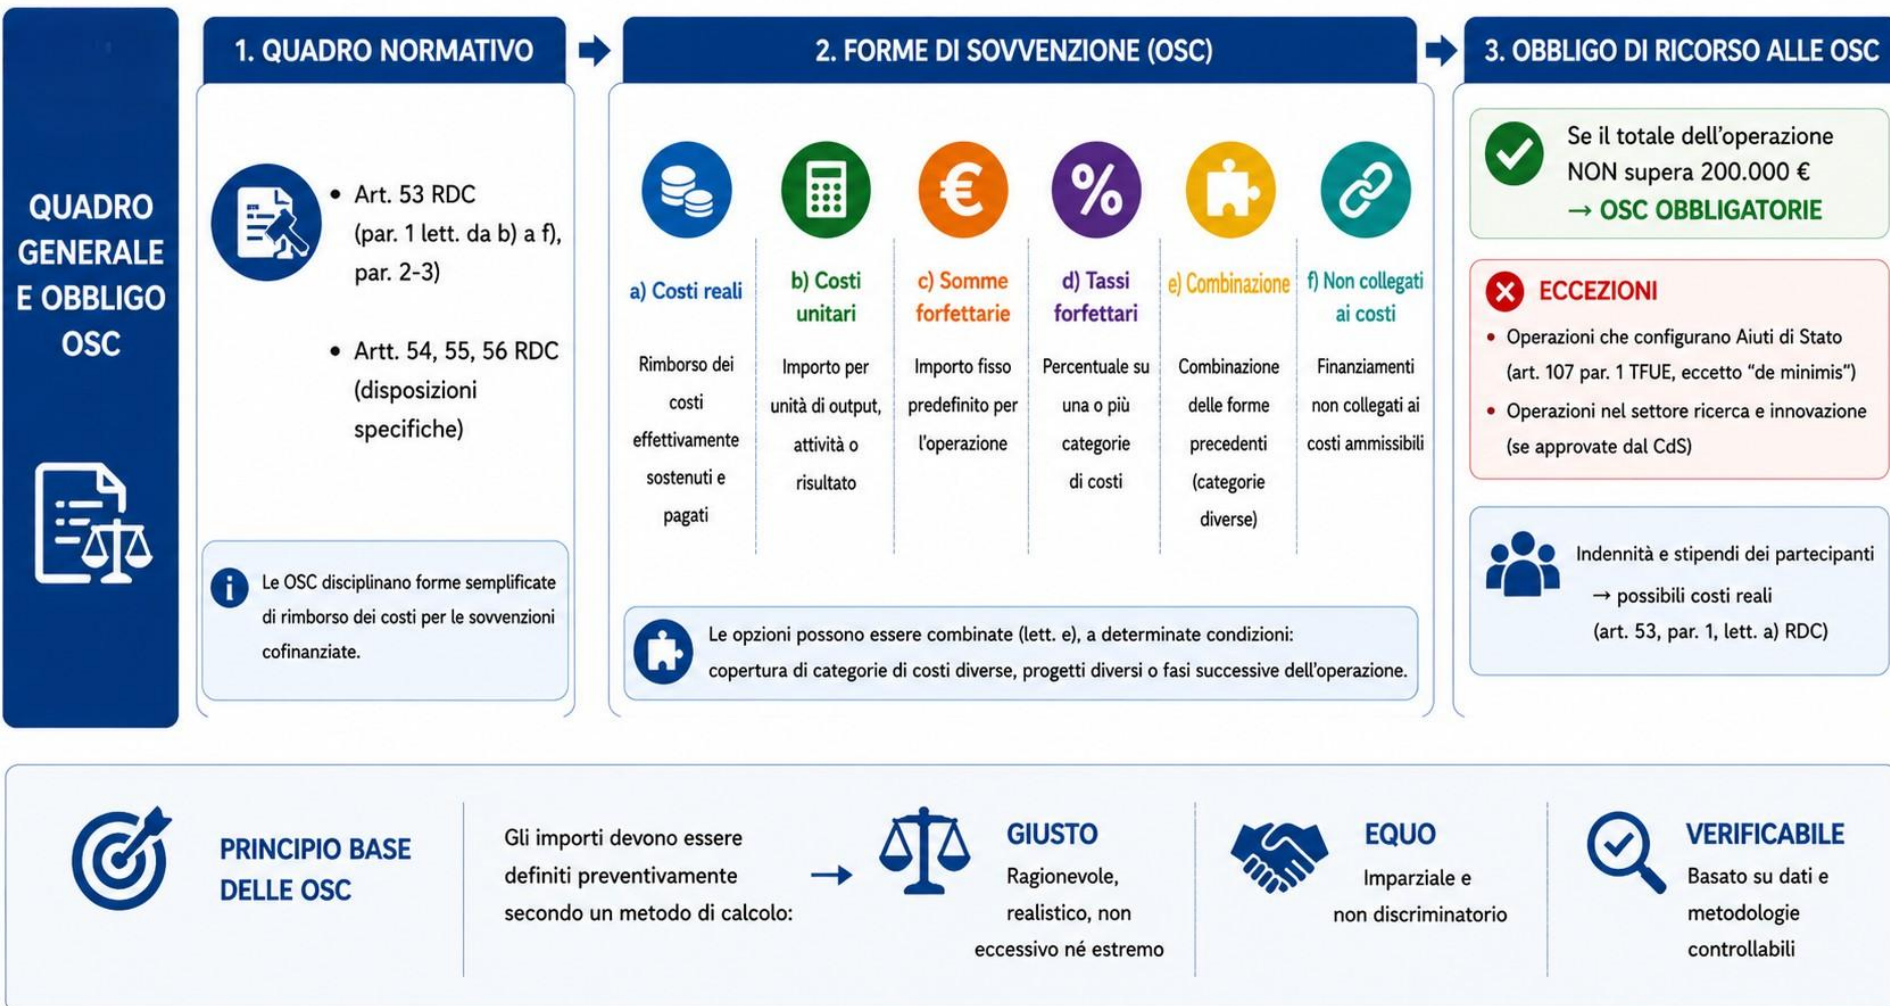 QUADRO
GENERALE
E OBBLIGO
OSC
1. QUADRO NORMATIVO
• Art. 53 RDC
(par. 1 lett. da b) a f),
par. 2-3)
• Artt. 54, 55, 56 RDC
(disposizioni
specifiche)
i
Le OSC disciplinano forme semplificate
di rimborso dei costi per le sovvenzioni
cofinanziate.
2. FORME DI SOVVENZIONE (OSC)
€
%
a) Costi reali
Rimborso dei
costi
effettivamente
sostenuti e
pagati
b) Costi
unitari
Importo per
unità di output,
attività o
risultato
c) Somme
forfettarie
Importo fisso
predefinito per
l'operazione
d) Tassi
forfettari
Percentuale su
una o più
categorie
di costi
e) Combinazione
Combinazione
delle forme
precedenti
(categorie
diverse)
f) Non collegati
ai costi
Finanziamenti
non collegati ai
costi ammissibili
Le opzioni possono essere combinate (lett. e), a determinate condizioni:
copertura di categorie di costi diverse, progetti diversi o fasi successive dell'operazione.
3. OBBLIGO DI RICORSO ALLE OSC
Se il totale dell'operazione
NON supera 200.000 €
→ OSC OBBLIGATORIE
ECCEZIONI
• Operazioni che configurano Aiuti di Stato
(art. 107 par. 1 TFUE, eccetto "de minimis")
• Operazioni nel settore ricerca e innovazione
(se approvate dal CdS)
Indennità e stipendi dei partecipanti
→ possibili costi reali
(art. 53, par. 1, lett. a) RDC)
PRINCIPIO BASE
DELLE OSC
Gli importi devono essere
definiti preventivamente
secondo un metodo di calcolo:
GIUSTO
Ragionevole,
realistico, non
eccessivo né estremo
EQUO
Imparziale e
non discriminatorio
VERIFICABILE
Basato su dati e
metodologie
controllabili